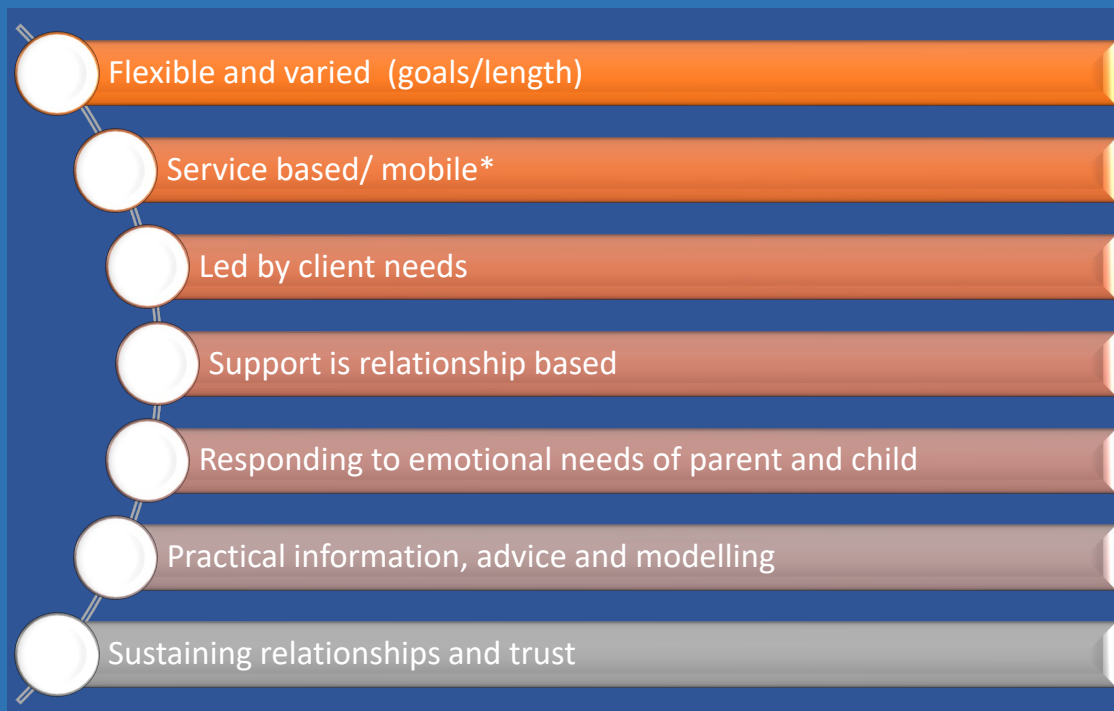 Flexible and varied  (goals/length)
Service based/ mobile*
Led by client needs
Support is relationship based
Responding to emotional needs of parent and child
Practical information, advice and modelling
Sustaining relationships and trust